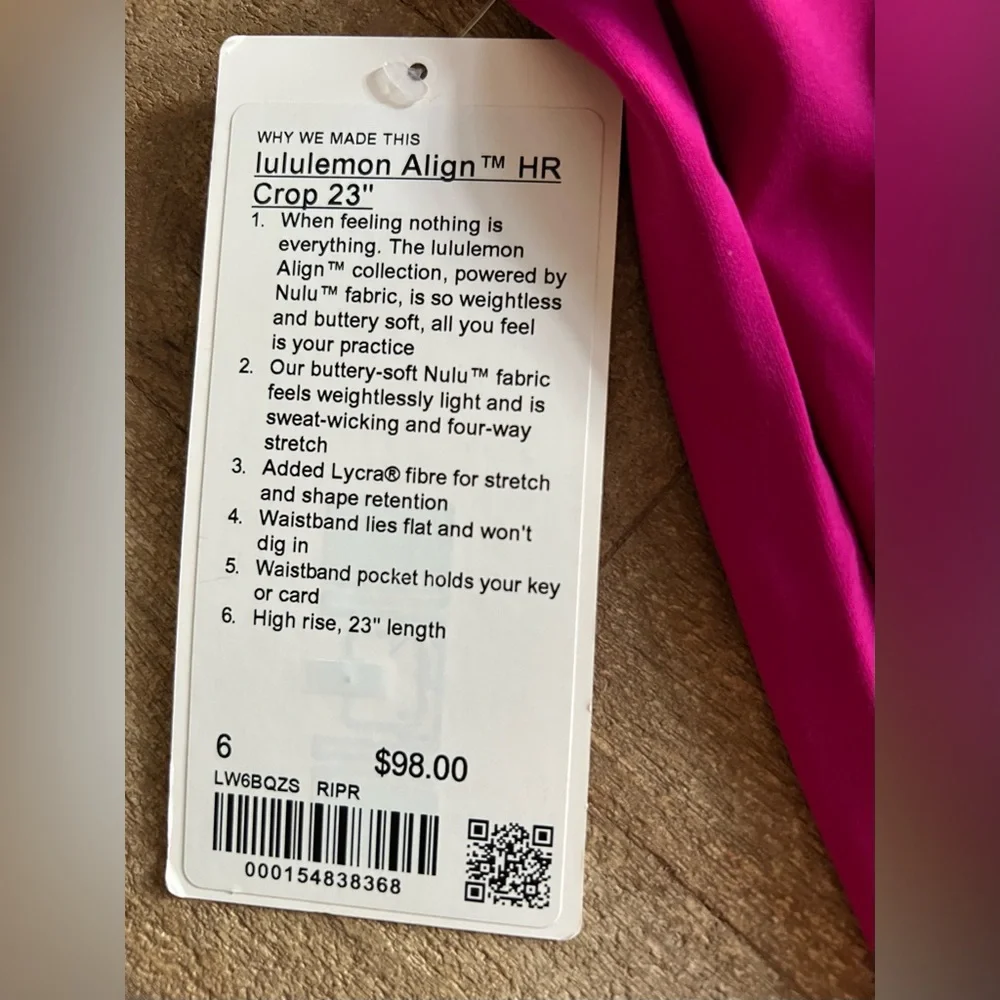 WHY WE MADE THIS
lululemon Align™ HR
Crop 23"
1. When feeling nothing is
everything. The lululemon
Align™ collection, powered by
Nulu™ fabric, is so weightless
and buttery soft, all you feel
is your practice
2. Our buttery-soft Nulu™ fabric
feels weightlessly light and is
sweat-wicking and four-way
stretch
3. Added Lycra® fibre for stretch
and shape retention
4. Waistband lies flat and won't
dig in
5. Waistband pocket holds your key
or card
6. High rise, 23" length
6 $98.00
LW6BQZS RIPR
000154838368